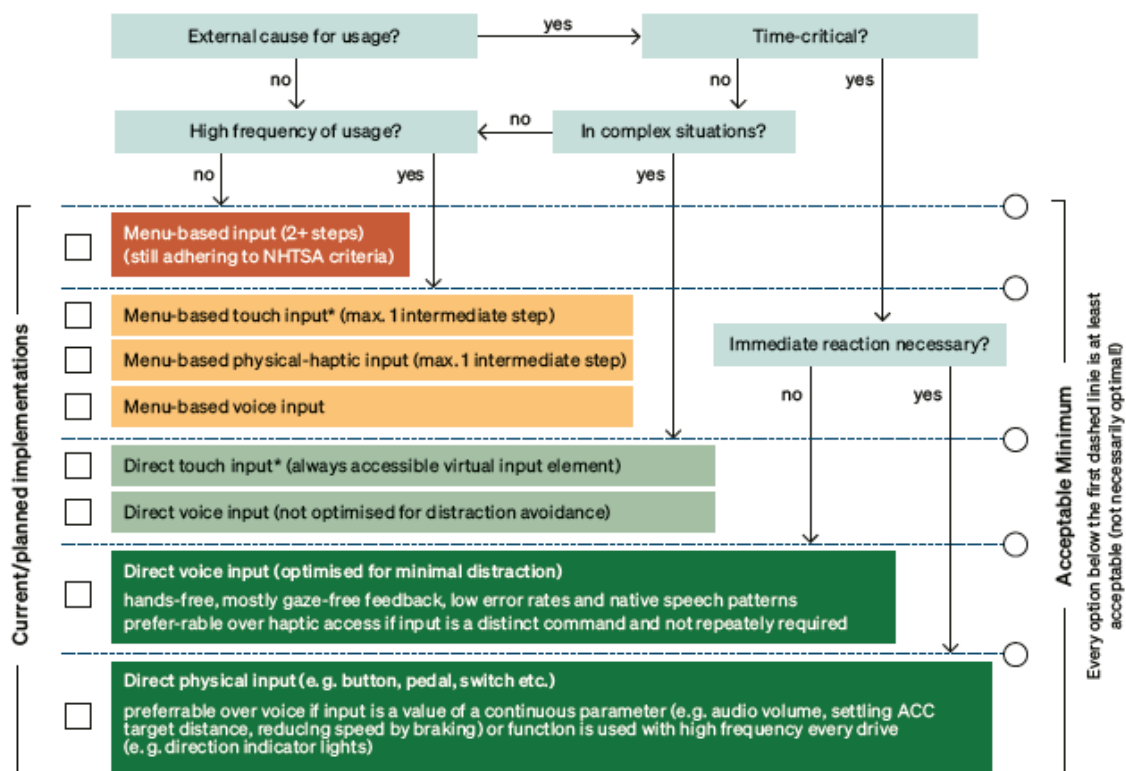 External cause for usage?
yes
Time-critical?
no
no
yes
High frequency of usage?
no
In complex situations?
no
yes
yes
Menu-based input (2+ steps)
(still adhering to NHTSA criteria)
Menu-based touch input* (max. 1 intermediate step)
Menu-based physical-haptic input (max. 1 intermediate step)
Immediate reaction necessary?
Menu-based voice input
no
yes
Direct touch input* (always accessible virtual input element)
Direct voice input (not optimised for distraction avoidance)
Direct voice input (optimised for minimal distraction)
hands-free, mostly gaze-free feedback, low error rates and native speech patterns
prefer-rable over haptic access if input is a distinct command and not repeately required
Direct physical input (e. g. button, pedal, switch etc.)
preferrable over voice if input is a value of a continuous parameter (e. g. audio volume, settling ACC
target distance, reducing speed by braking) or function is used with high frequency every drive
(e. g. direction indicator lights)
Current/planned implementations
Acceptable Minimum
Every option below the first dashed linie is at least
acceptable (not necessarily optimall)